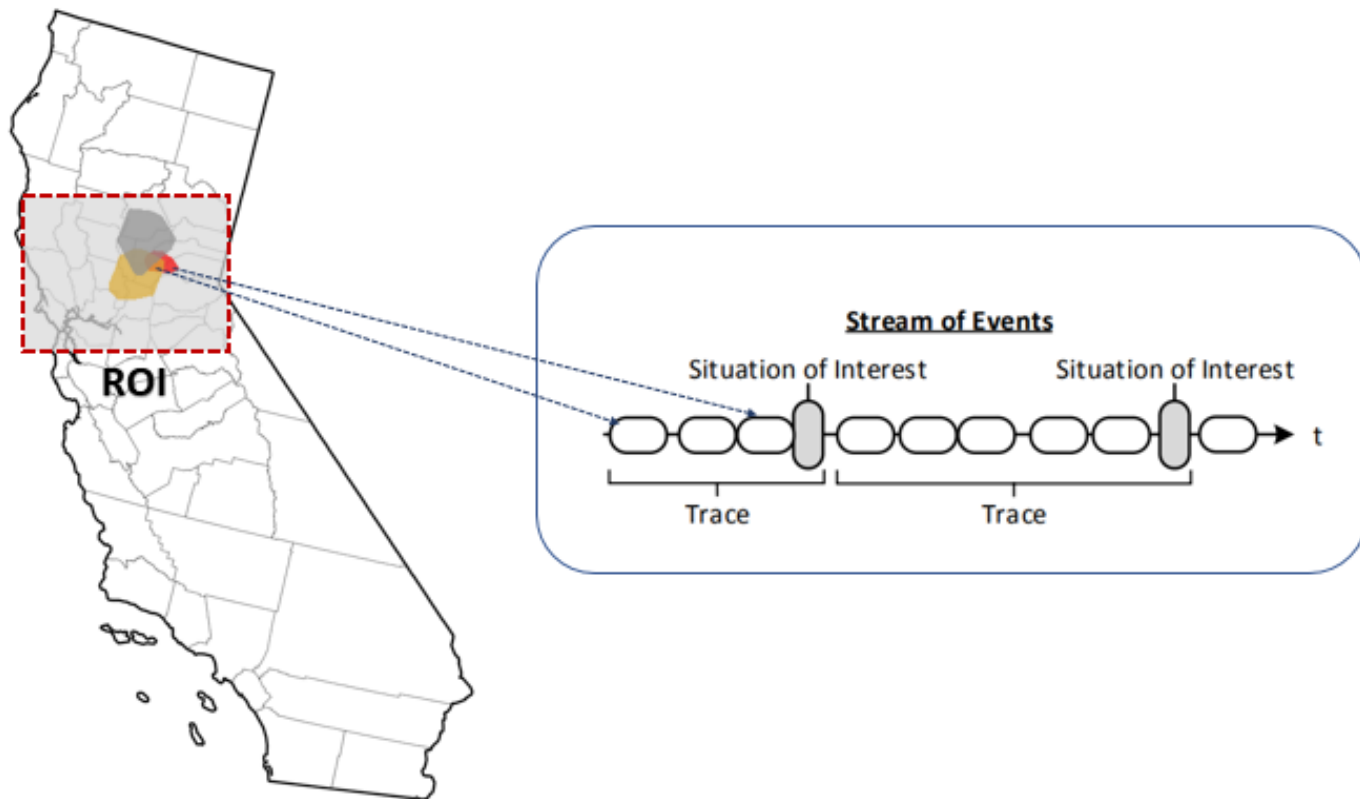 ROI
Stream of Events
Situation of Interest
Situation of Interest
t
Trace
Trace